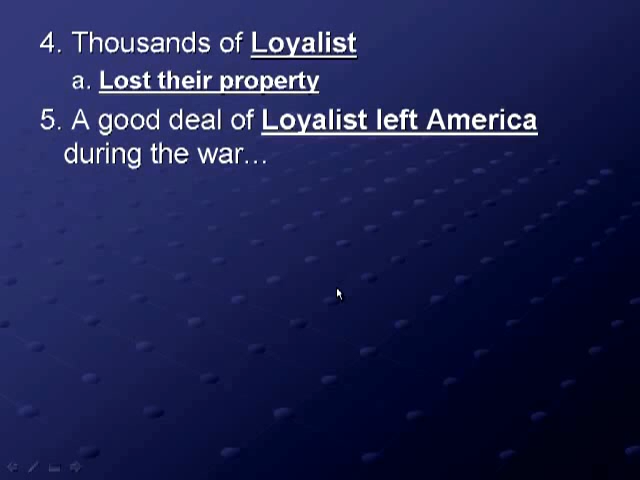 4. Thousands of Loyalist
a. Lost their property
5. A good deal of Loyalist left America
during the war…